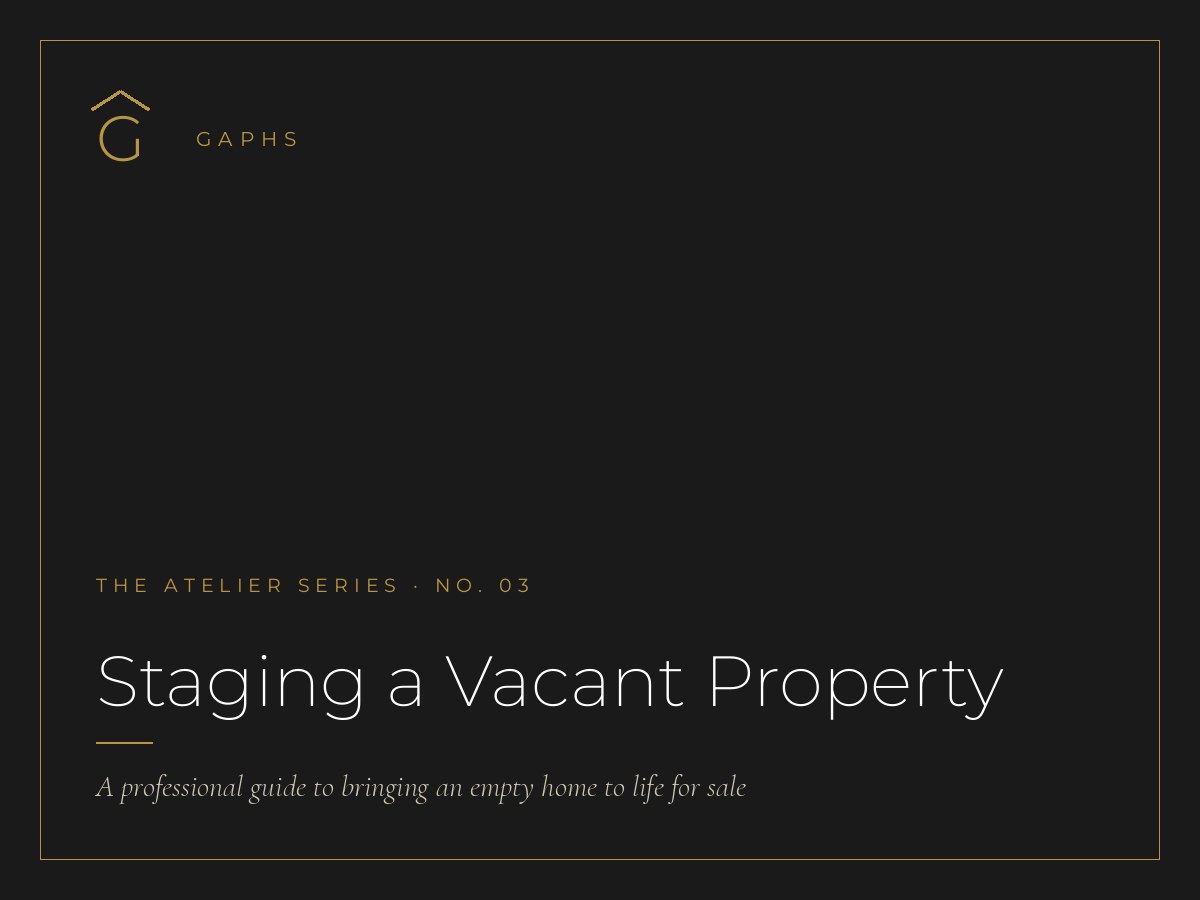 G
GAPHS
THE ATELIER SERIES · NO. 03
Staging a Vacant Property
A professional guide to bringing an empty home to life for sale